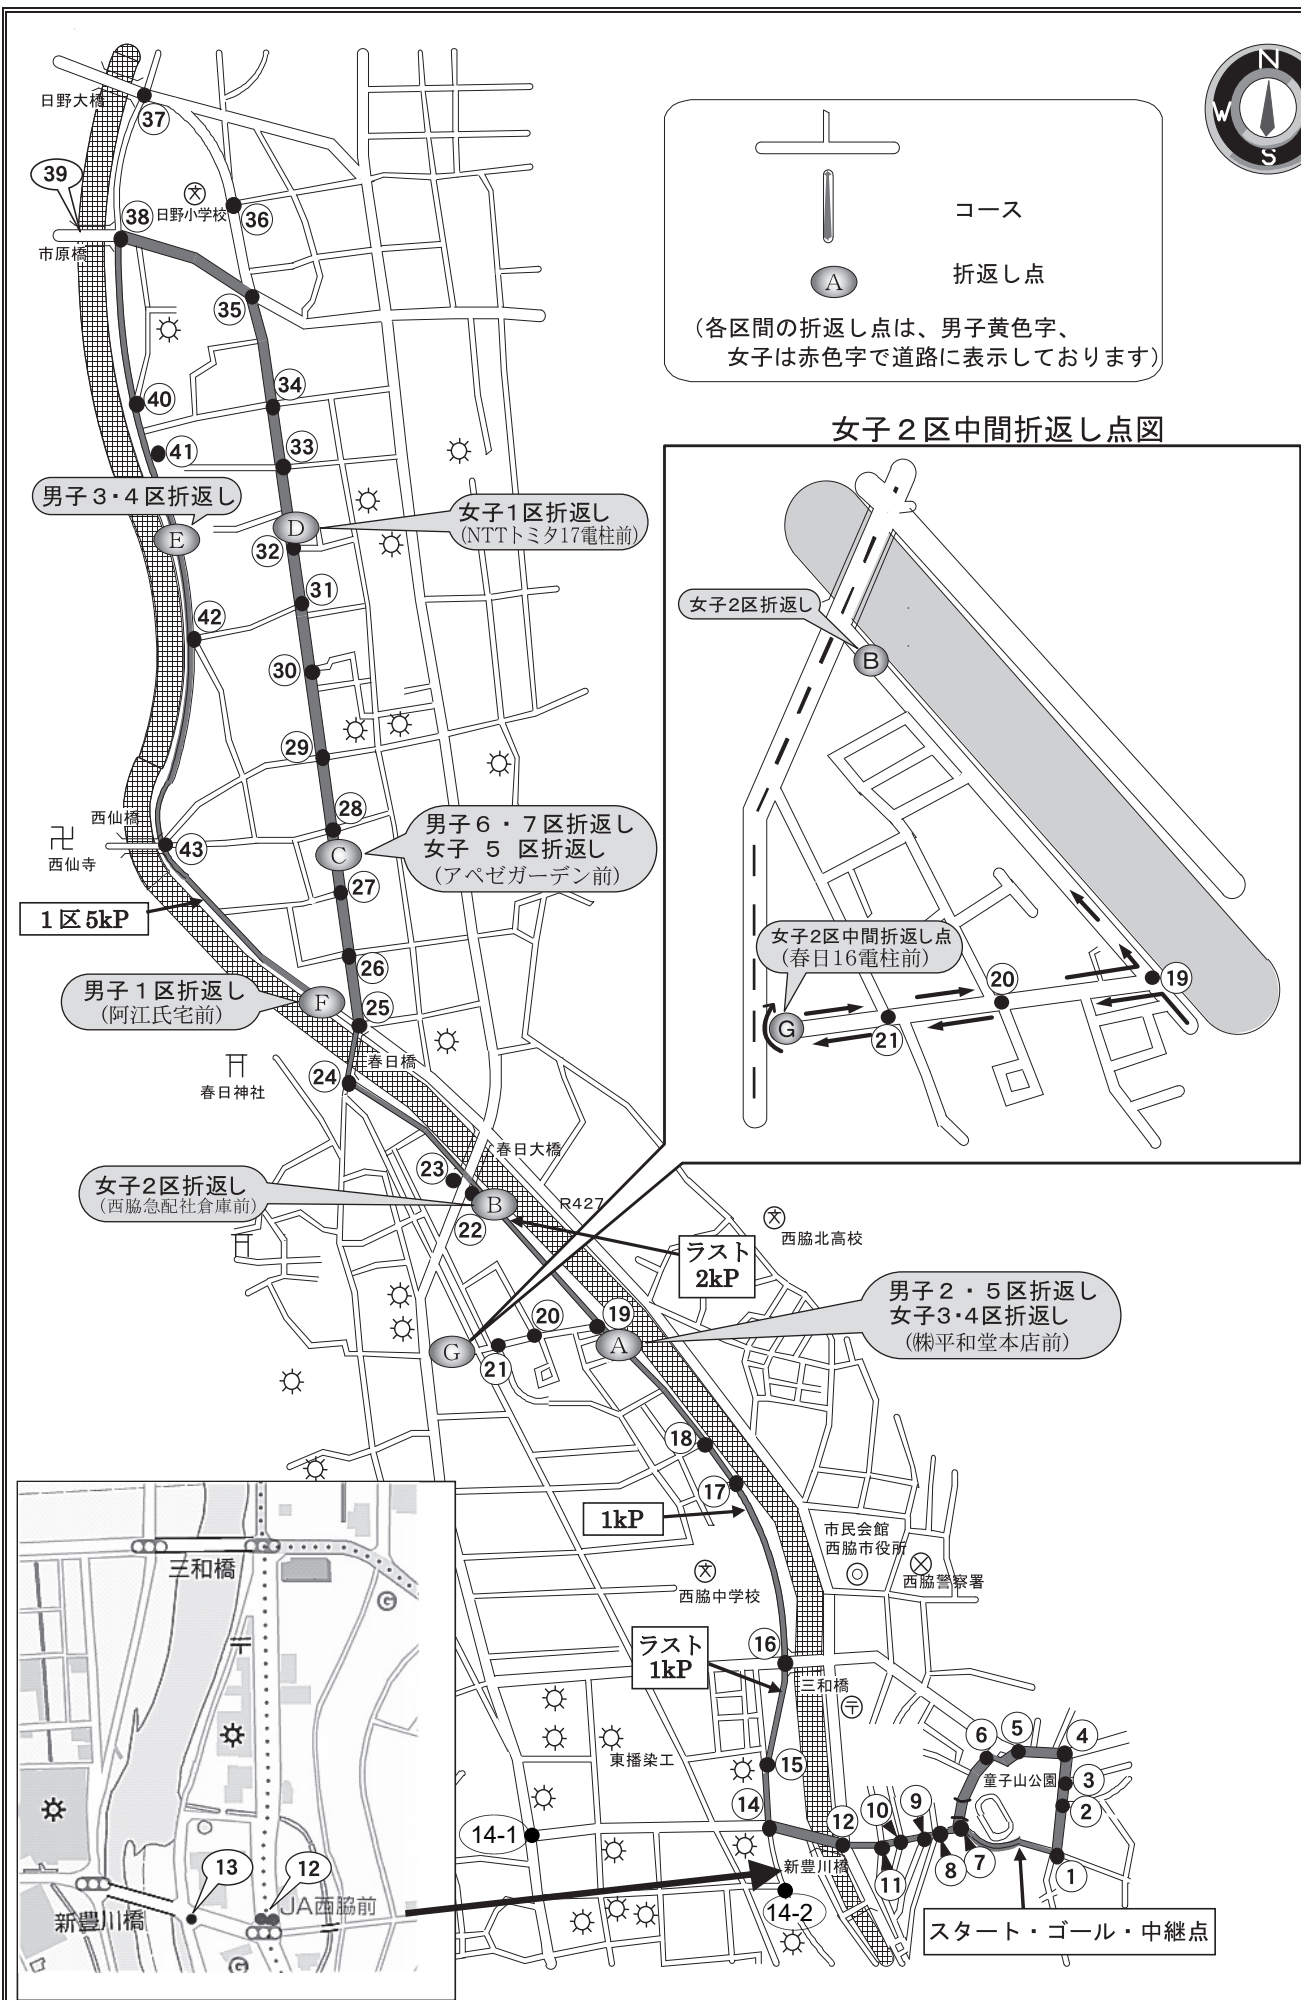 N
W
S
コース
A
折返し点
(各区間の折返し点は、男子黄色字、
女子は赤色字で道路に表示しております)
日野大橋
37
39
38
文
日野小学校
36
市原橋
35
40
34
41
33
男子3・4区折返し
E
D
女子1区折返し
(NTTトミタ17電柱前)
32
31
42
30
29
28
西仙橋
卍
西仙寺
43
C
男子6・7区折返し
女子 5 区折返し
(アペゼガーデン前)
27
1区5kP
26
男子1区折返し
(阿江氏宅前)
F
25
春日橋
24
春日神社
春日大橋
23
女子2区折返し
(西脇急配社倉庫前)
B
22
R427
ラスト
2kP
文
西脇北高校
男子2・5区折返し
女子3・4区折返し
(㈱平和堂本店前)
19
A
20
21
G
18
17
1kP
市民会館
西脇市役所
西脇警察署
文
西脇中学校
ラスト
1kP
16
三和橋
〒
15
東播染工
14
14-1
14-2
新豊川橋
12
11
10
9
8
7
6
5
4
3
2
1
童子山公園
スタート・ゴール・中継点
女子2区中間折返し点図
女子2区折返し
B
女子2区中間折返し点
(春日16電柱前)
G
21
20
19
三和橋
G
〒
13
12
JA西脇前
新豊川橋
G